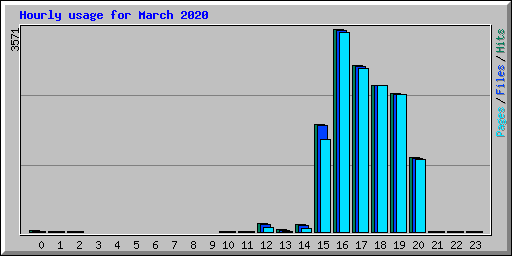 Hourly usage for March 2020
3571
Pages/Files/Hits
0 1 2 3 4 5 6 7 8 9 10 11 12 13 14 15 16 17 18 19 20 21 22 23